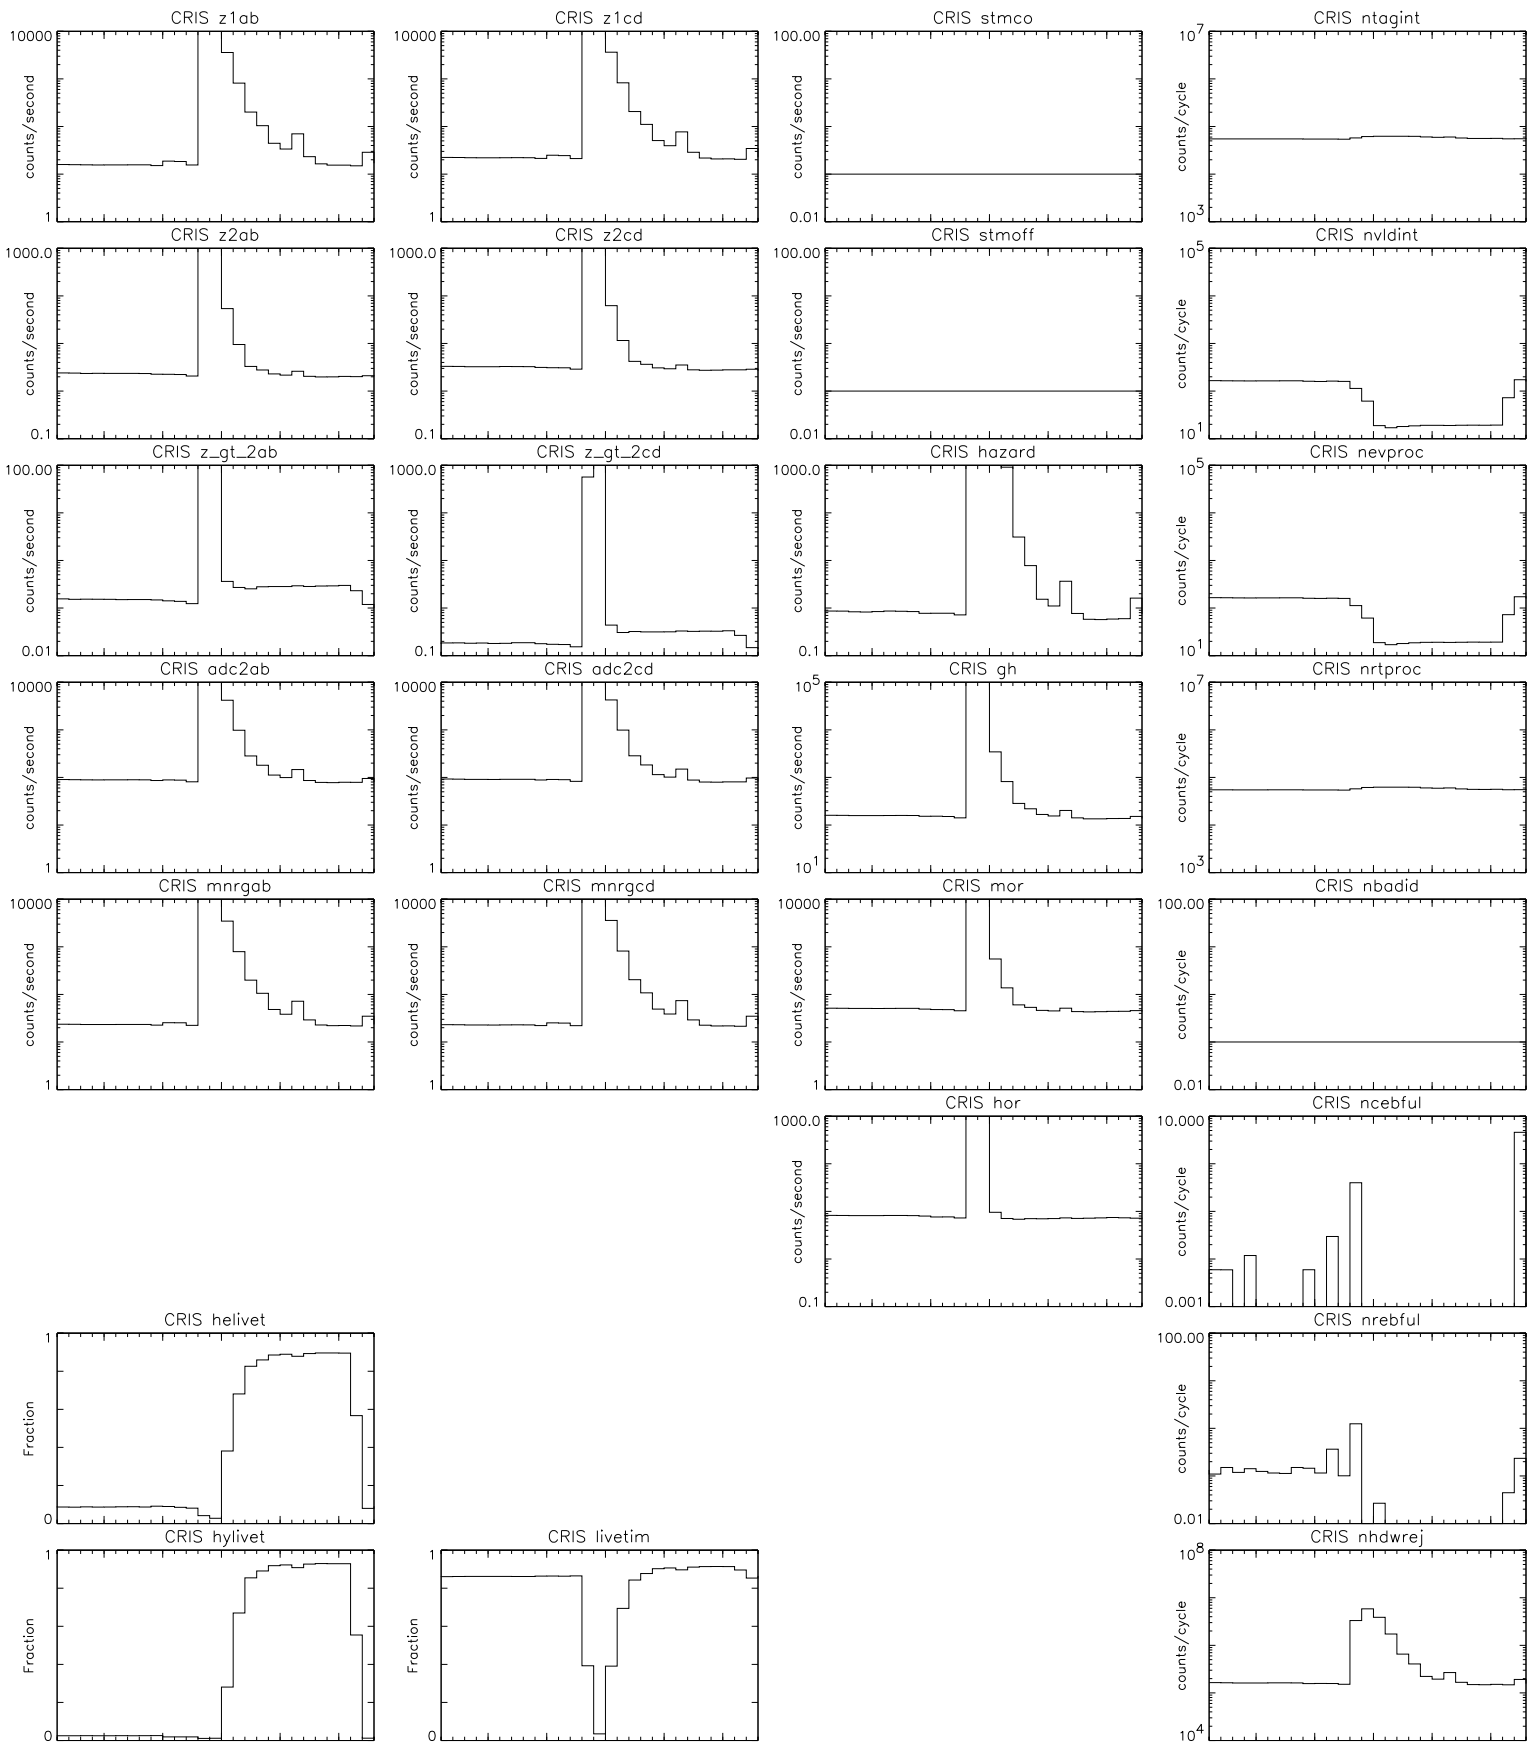 CRIS z1ab
10000
counts/second
1
CRIS z1cd
10000
counts/second
1
CRIS stmco
100.00
counts/second
0.01
CRIS ntagint
10^7
counts/cycle
10^3
CRIS z2ab
1000.0
counts/second
0.1
CRIS z2cd
1000.0
counts/second
0.1
CRIS stmoff
100.00
counts/second
0.01
CRIS nvldint
10^5
counts/cycle
10^1
CRIS z_gt_2ab
100.00
counts/second
0.01
CRIS z_gt_2cd
1000.0
counts/second
0.1
CRIS hazard
1000.0
counts/second
0.1
CRIS nevproc
10^5
counts/cycle
10^1
CRIS adc2ab
10000
counts/second
1
CRIS adc2cd
10000
counts/second
1
CRIS gh
10^5
counts/second
10^1
CRIS nrtproc
10^7
counts/cycle
10^3
CRIS mnrgab
10000
counts/second
1
CRIS mnrgcd
10000
counts/second
1
CRIS mor
10000
counts/second
1
CRIS nbadid
100.00
counts/cycle
0.01
CRIS hor
1000.0
counts/second
0.1
CRIS ncebful
10.000
counts/cycle
0.001
CRIS helivet
1
Fraction
0
CRIS nrebful
100.00
counts/cycle
0.01
CRIS hylivet
1
Fraction
0
CRIS livetim
1
Fraction
0
CRIS nhdwrej
10^8
counts/cycle
10^4